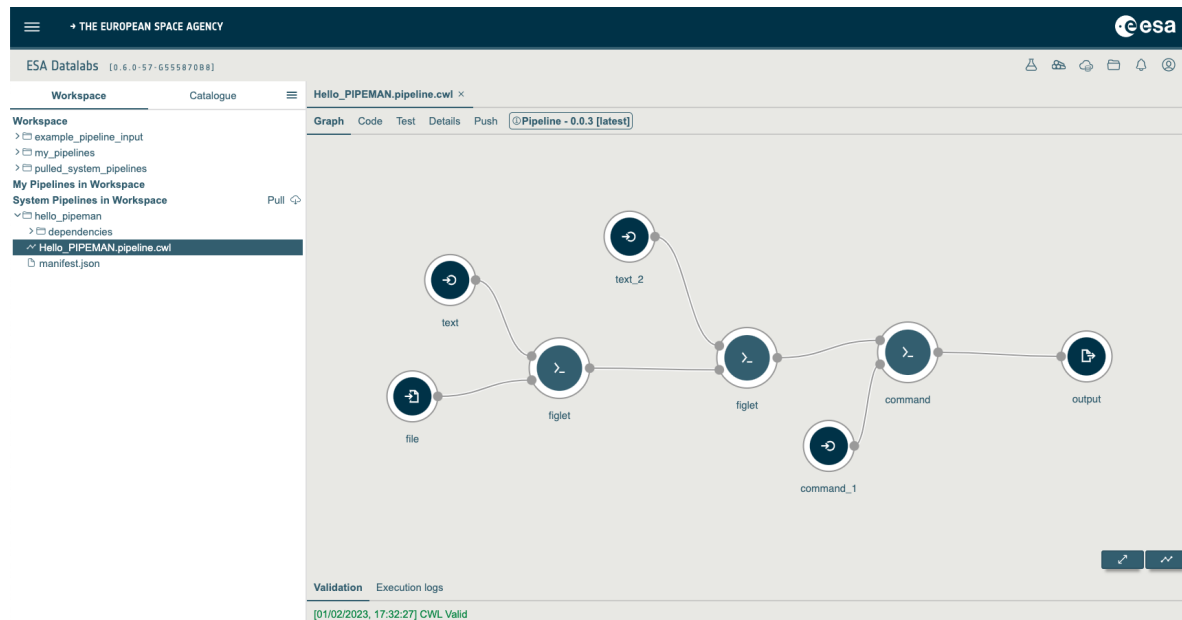 → THE EUROPEAN SPACE AGENCY
esa
ESA Datalabs [0.6.0-57-G55587088]
Workspace Catalogue
Workspace
example_pipeline_input
my_pipelines
pulled_system_pipelines
My Pipelines in Workspace
System Pipelines in Workspace Pull
hello_pipeman
dependencies
Hello_PIPEMAN.pipeline.cwl
manifest.json
Hello_PIPEMAN.pipeline.cwl ×
Graph Code Test Details Push Pipeline - 0.0.3 [latest]
text_2
text
figlet
figlet
command
output
file
command_1
Validation Execution logs
[01/02/2023, 17:32:27] CWL Valid